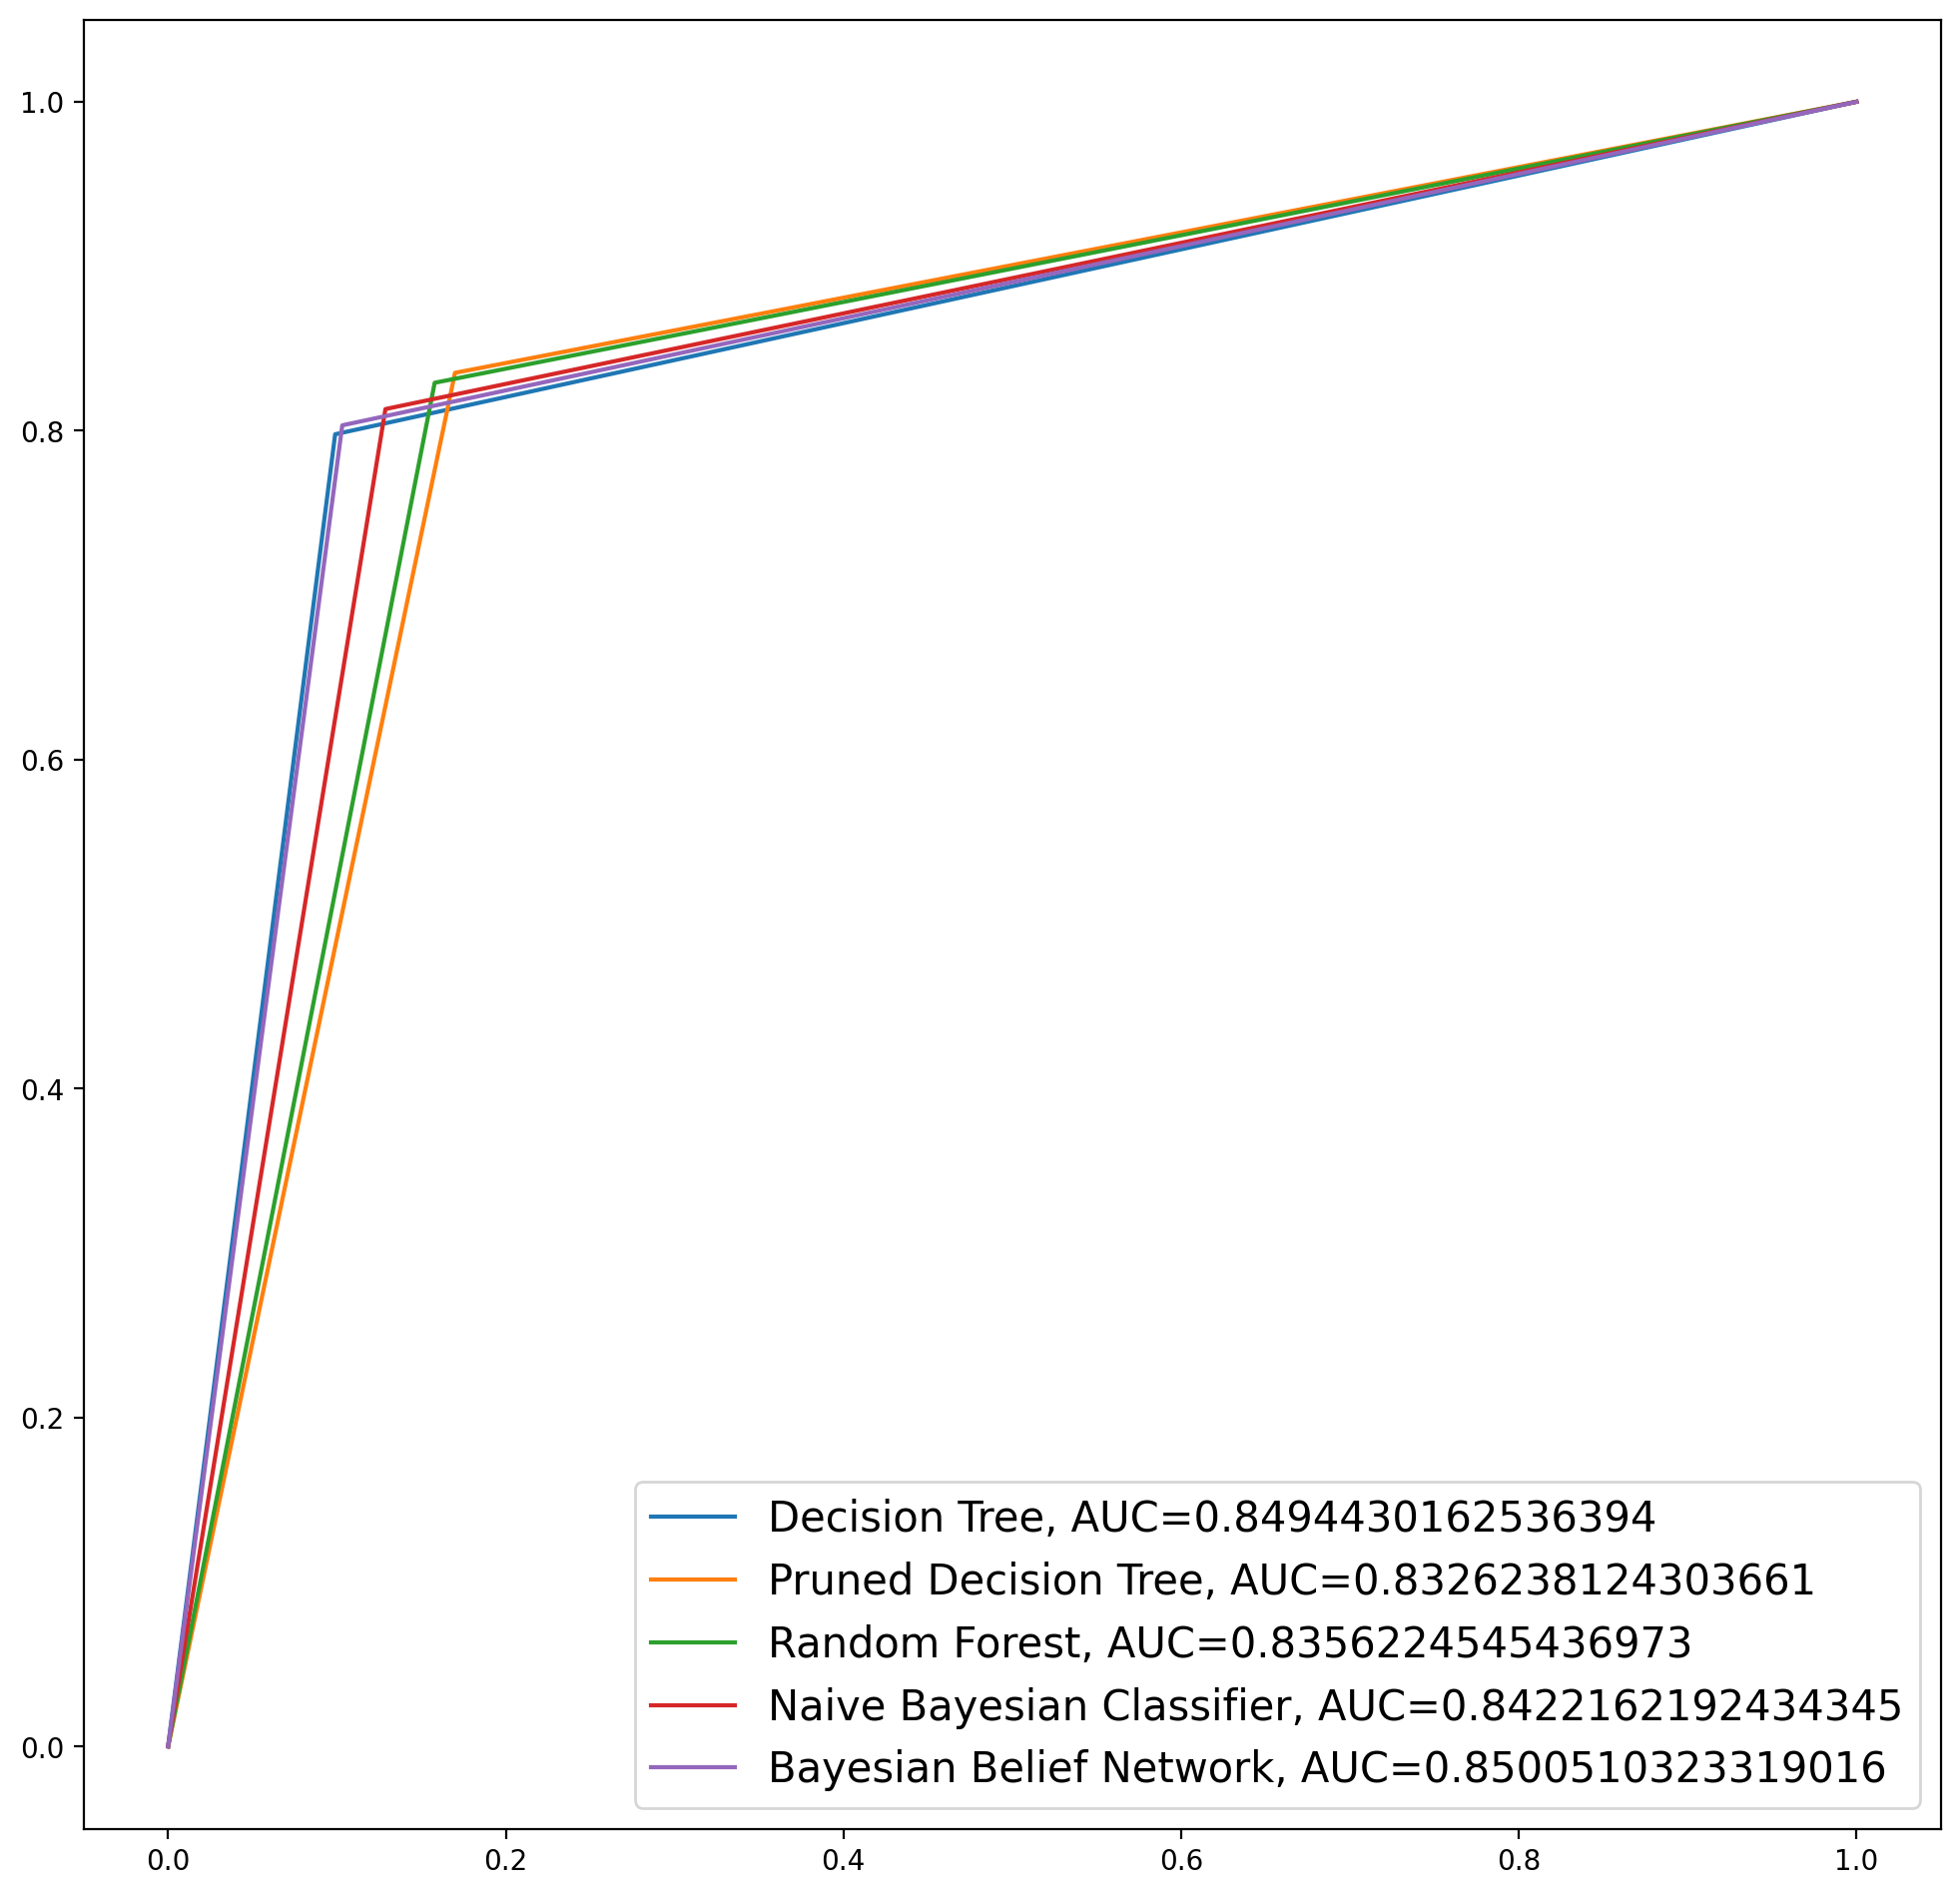 1.0
0.8
0.6
0.4
0.2
0.0
Decision Tree, AUC=0.8494430162536394
Pruned Decision Tree, AUC=0.8326238124303661
Random Forest, AUC=0.8356224545436973
Naive Bayesian Classifier, AUC=0.8422162192434345
Bayesian Belief Network, AUC=0.8500510323319016
0.0 0.2 0.4 0.6 0.8 1.0